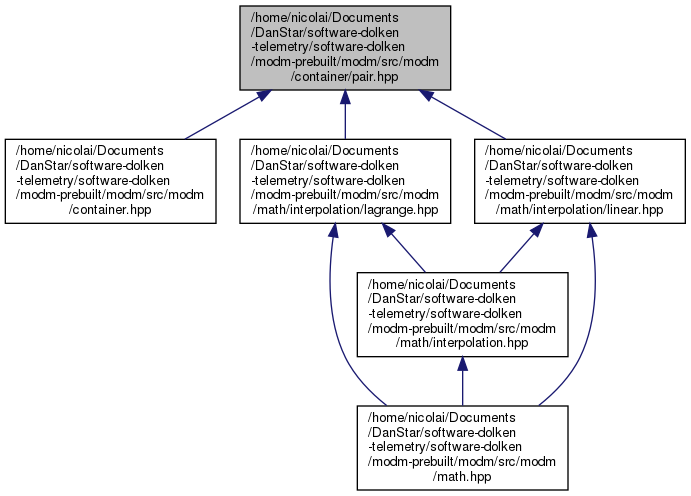 /home/nicolai/Documents
/DanStar/software-dolken
-telemetry/software-dolken
/modm-prebuilt/modm/src/modm
/container/pair.hpp
/home/nicolai/Documents
/DanStar/software-dolken
-telemetry/software-dolken
/modm-prebuilt/modm/src/modm
/container.hpp
/home/nicolai/Documents
/DanStar/software-dolken
-telemetry/software-dolken
/modm-prebuilt/modm/src/modm
/math/interpolation/lagrange.hpp
/home/nicolai/Documents
/DanStar/software-dolken
-telemetry/software-dolken
/modm-prebuilt/modm/src/modm
/math/interpolation/linear.hpp
/home/nicolai/Documents
/DanStar/software-dolken
-telemetry/software-dolken
/modm-prebuilt/modm/src/modm
/math/interpolation.hpp
/home/nicolai/Documents
/DanStar/software-dolken
-telemetry/software-dolken
/modm-prebuilt/modm/src/modm
/math.hpp